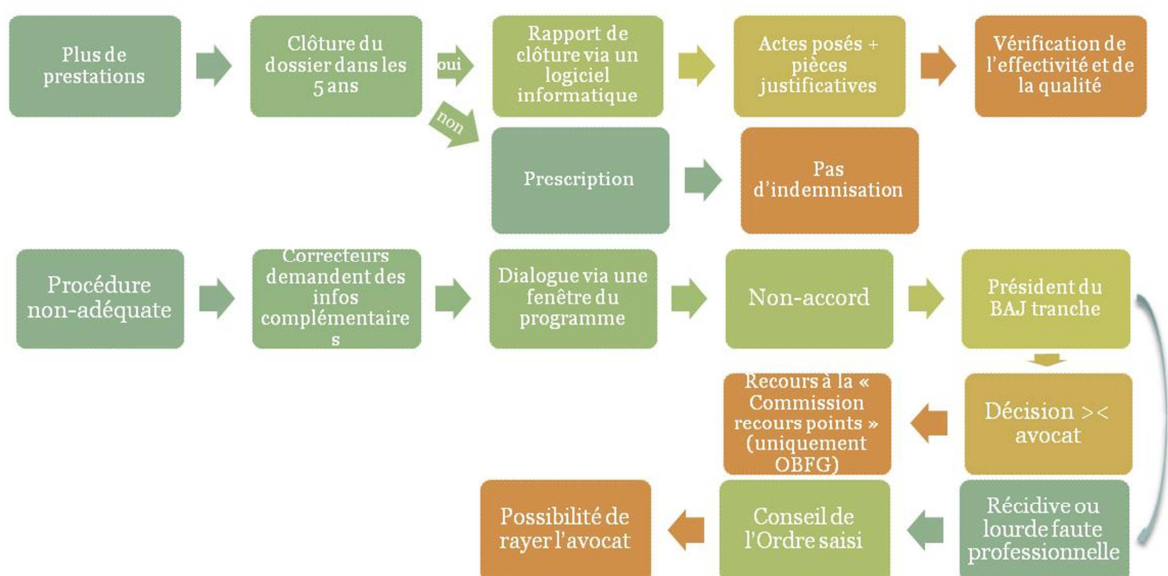 Plus de
prestations
Clôture du
dossier dans les
5 ans
oui
non
Rapport de
clôture via un
logiciel
informatique
Actes posés +
pièces
justificatives
Vérification de
l'effectivité et de
la qualité
Prescription
Pas
d'indemnisation
Procédure
non-adéquate
Correcteurs
demandent des
infos
complémentaire
s
Dialogue via une
fenêtre du
programme
Non-accord
Président du
BAJ tranche
Décision ><
avocat
Recours à la «
Commission
recours points »
(uniquement
OBFG)
Récidive ou
lourde faute
professionnelle
Conseil de
l'Ordre saisi
Possibilité de
rayer l'avocat